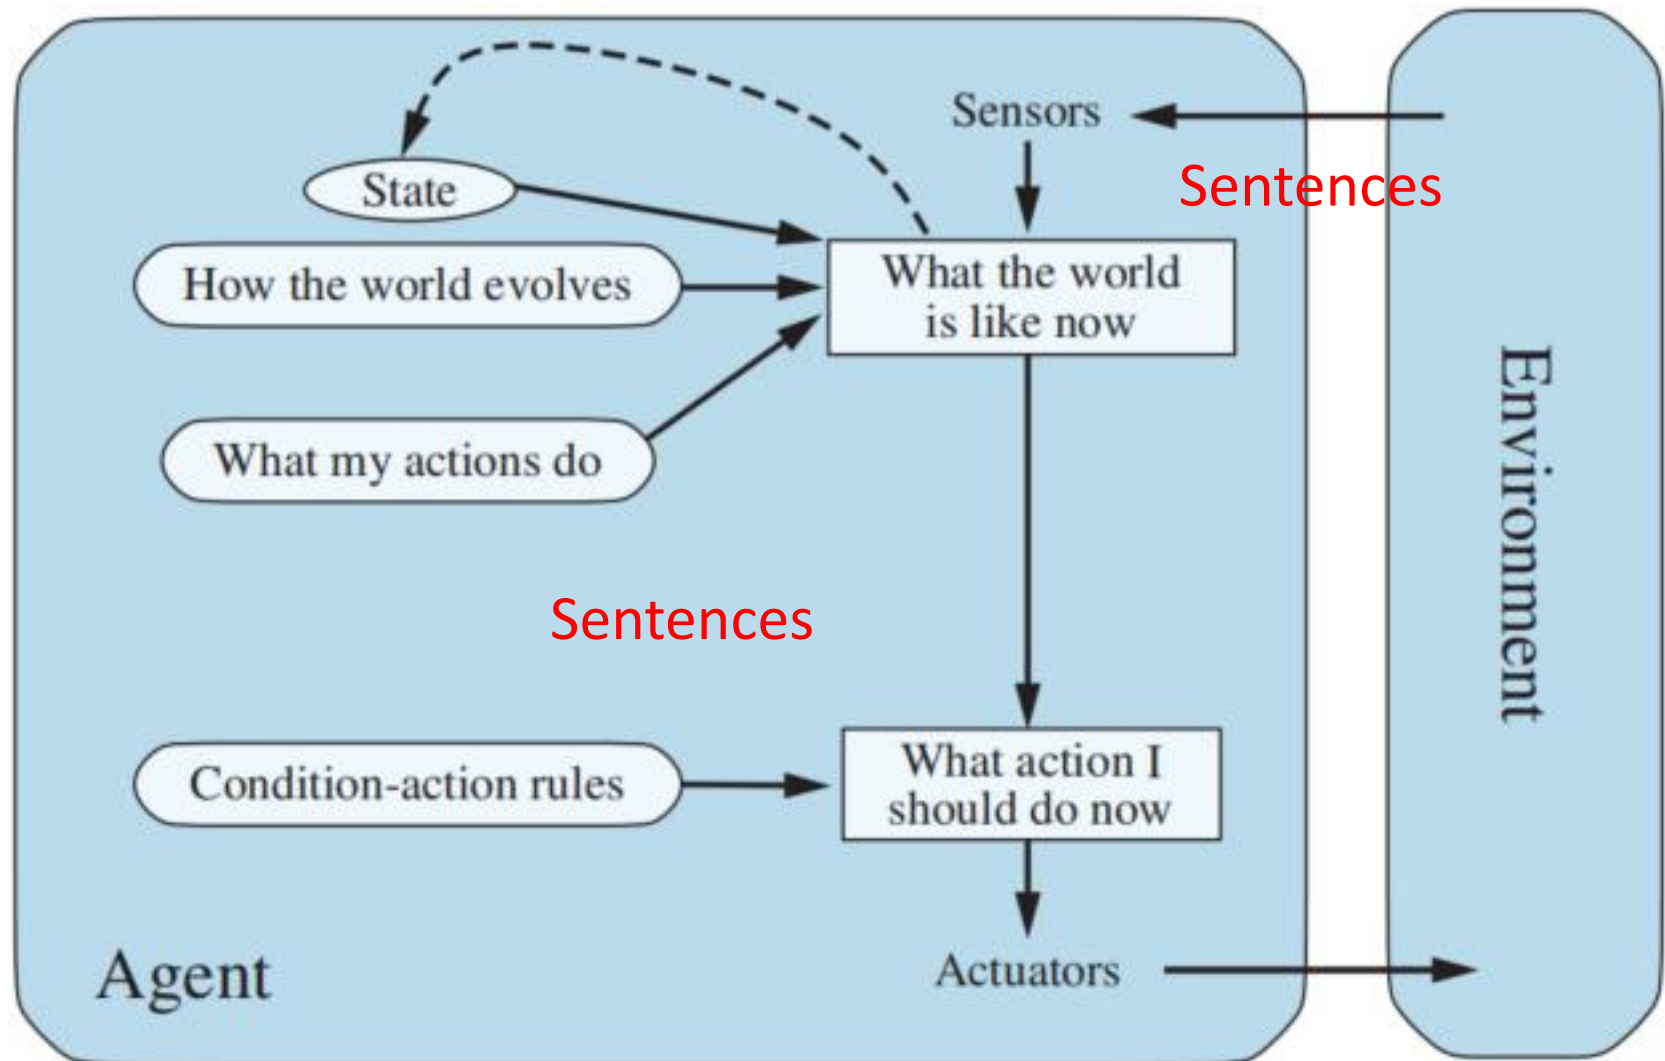 Sensors
Sentences
State
How the world evolves
What the world
is like now
What my actions do
Environment
Sentences
Condition-action rules
What action I
should do now
Agent
Actuators